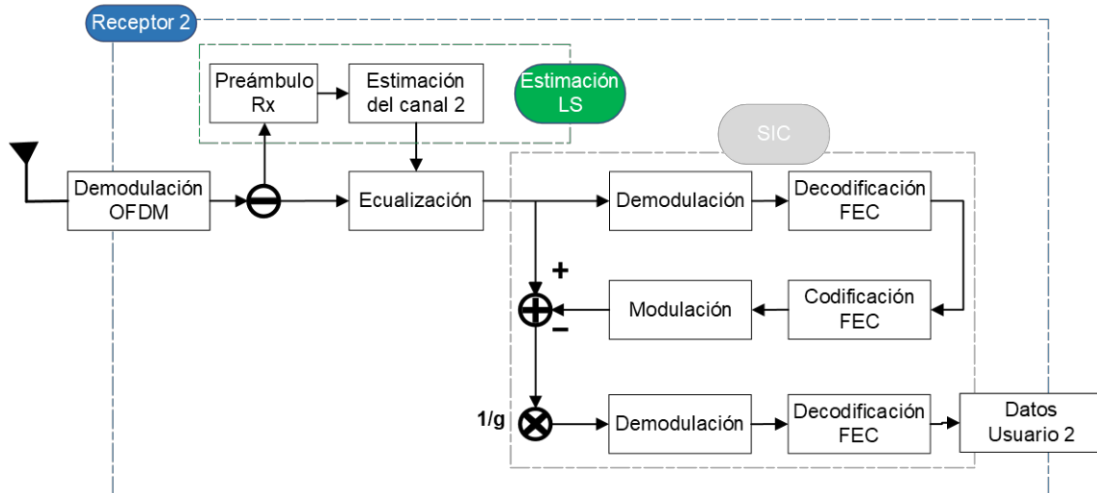 Receptor 2
Preámbulo
Rx
Estimación
del canal 2
Estimación
LS
SIC
Demodulación
OFDM
Ecualización
Demodulación
Decodificación
FEC
+
−
Modulación
Codificación
FEC
1/g
Demodulación
Decodificación
FEC
Datos
Usuario 2